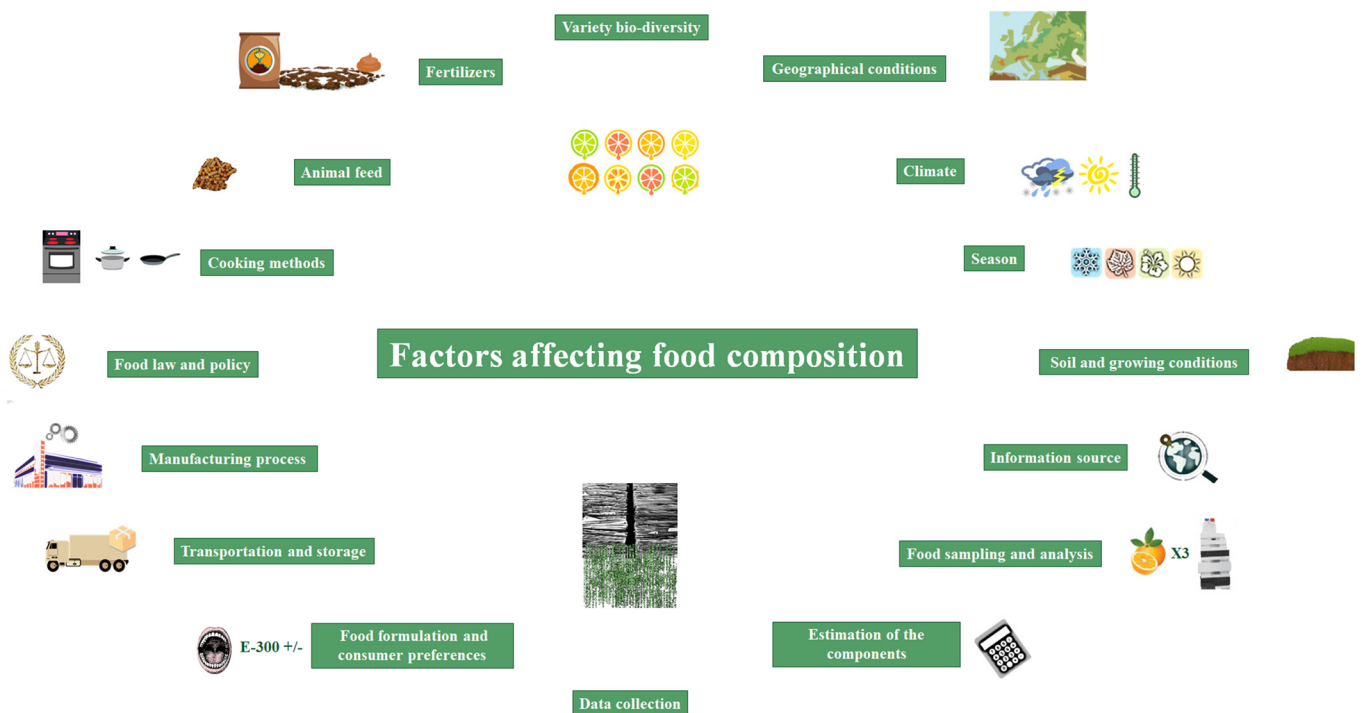 Variety bio-diversity
Fertilizers
Geographical conditions
Animal feed
Climate
Cooking methods
Season
Factors affecting food composition
Food law and policy
Soil and growing conditions
Manufacturing process
Information source
Transportation and storage
Food sampling and analysis
X3
E-300 +/-
Food formulation and
consumer preferences
Estimation of the
components
Data collection